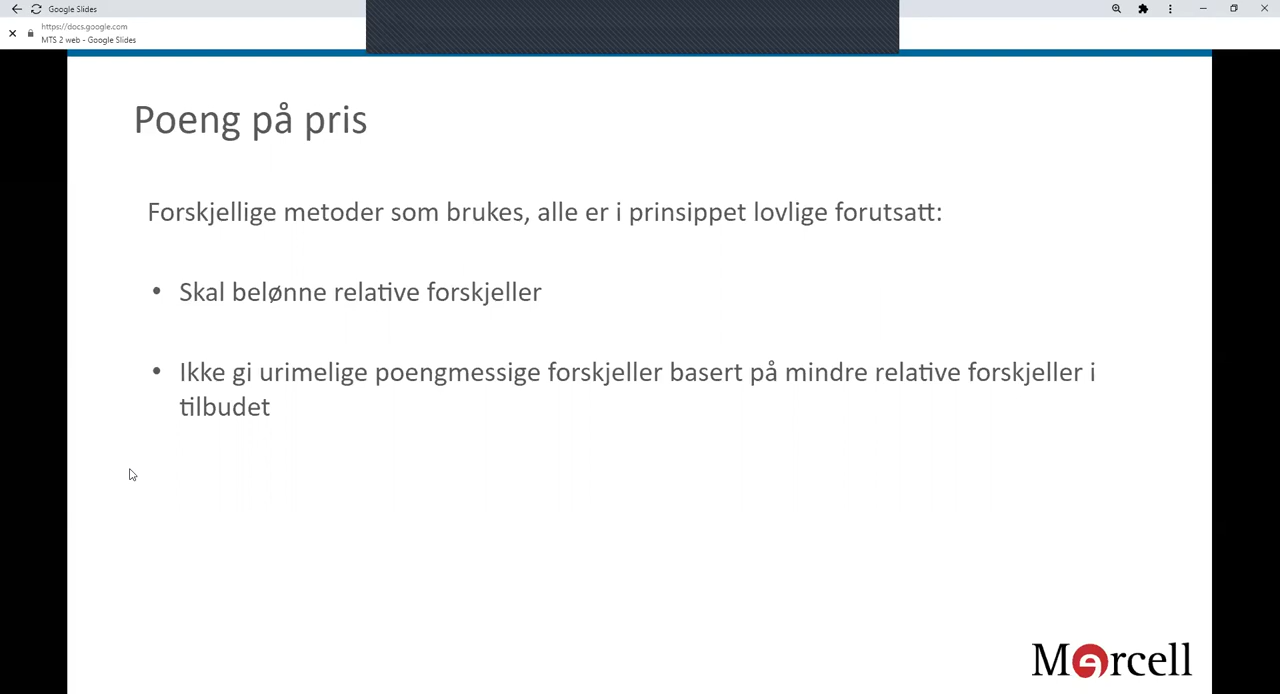 Google Slides
https://docs.google.com
MTS 2 web - Google Slides
Poeng på pris
Forskjellige metoder som brukes, alle er i prinsippet lovlige forutsatt:
• Skal belønne relative forskjeller
• Ikke gi urimelige poengmessige forskjeller basert på mindre relative forskjeller i
tilbudet
Mercell